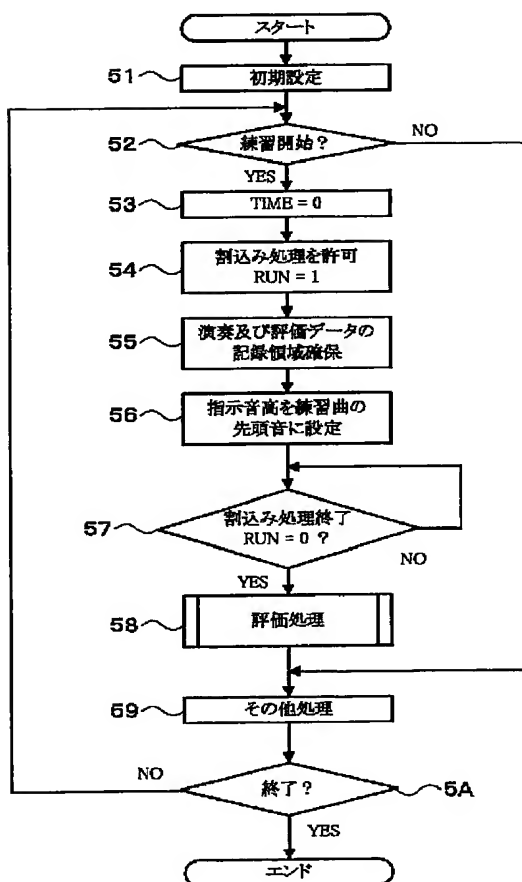 スタート
51
初期設定
52
練習開始?
NO
YES
53
TIME = 0
54
割込み処理を許可
RUN = 1
55
演奏及び評価データの
記録領域確保
56
指示音高を練習曲の
先頭音に設定
57
割込み処理終了
RUN = 0 ?
NO
YES
58
評価処理
59
その他処理
NO
終了?
5A
YES
エンド